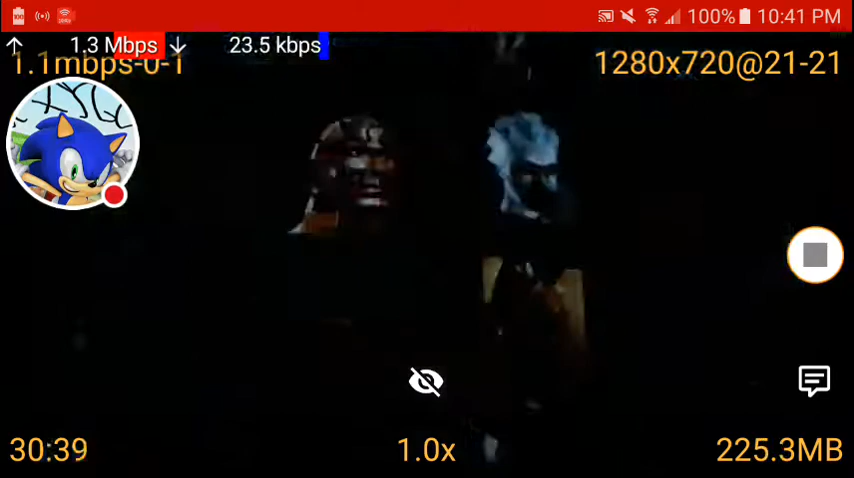 100% 10:41 PM
1.3 Mbps 23.5 kbps
1.1mbps-0-1 1280x720@21-21
30:39 1.0x 225.3MB